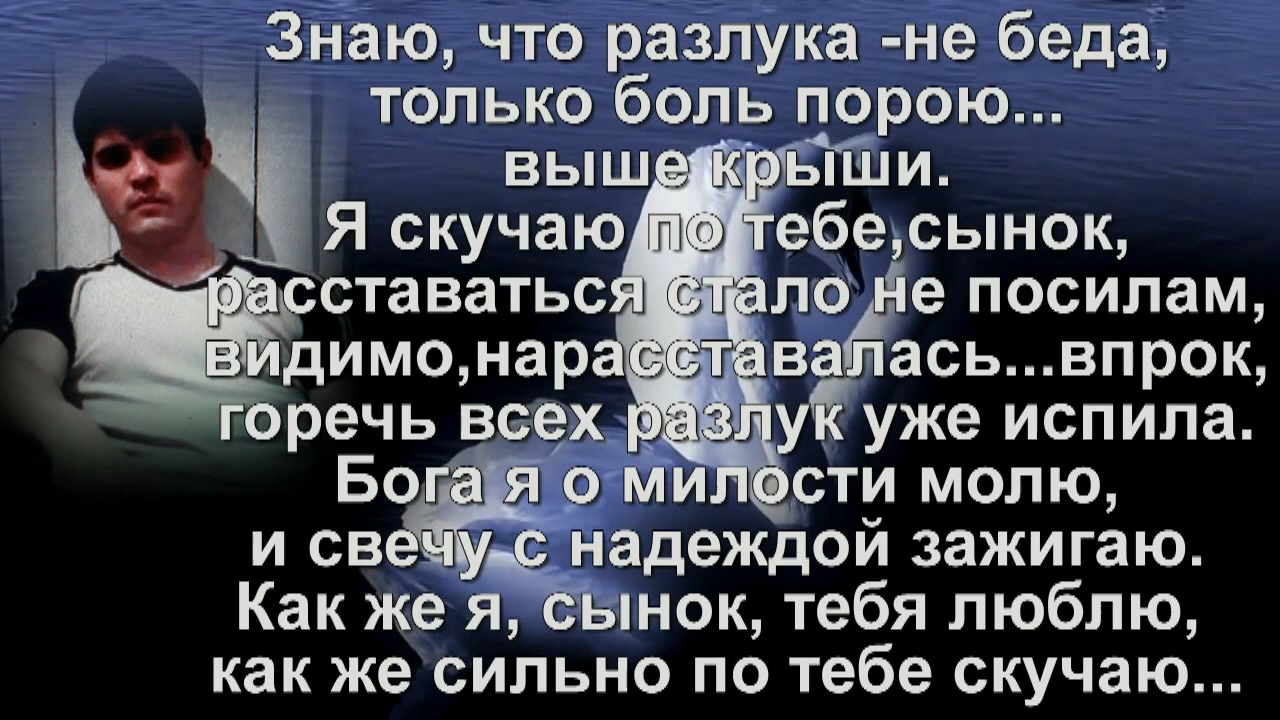 Знаю, что разлука -не беда,
только боль порою...
выше крыши.
Я скучаю по тебе,сынок,
расставаться стало не посилам,
видимо,нарасставалась...впрок,
горечь всех разлук уже испила.
Бога я о милости молю,
и свечу с надеждой зажигаю.
Как же я, сынок, тебя люблю,
как же сильно по тебе скучаю...